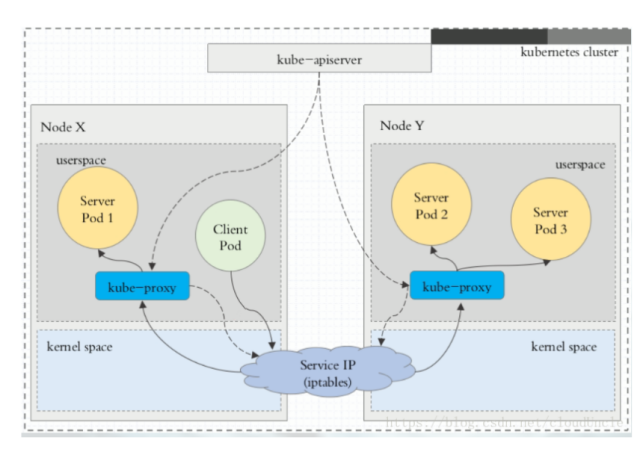 kubernetes cluster
kube-apiserver
Node X
Node Y
userspace
userspace
Server
Pod 1
Client
Pod
Server
Pod 2
Server
Pod 3
kube-proxy
kube-proxy
kernel space
Service IP
(iptables)
kernel space
https://blog.csdn.net/cloudUncle